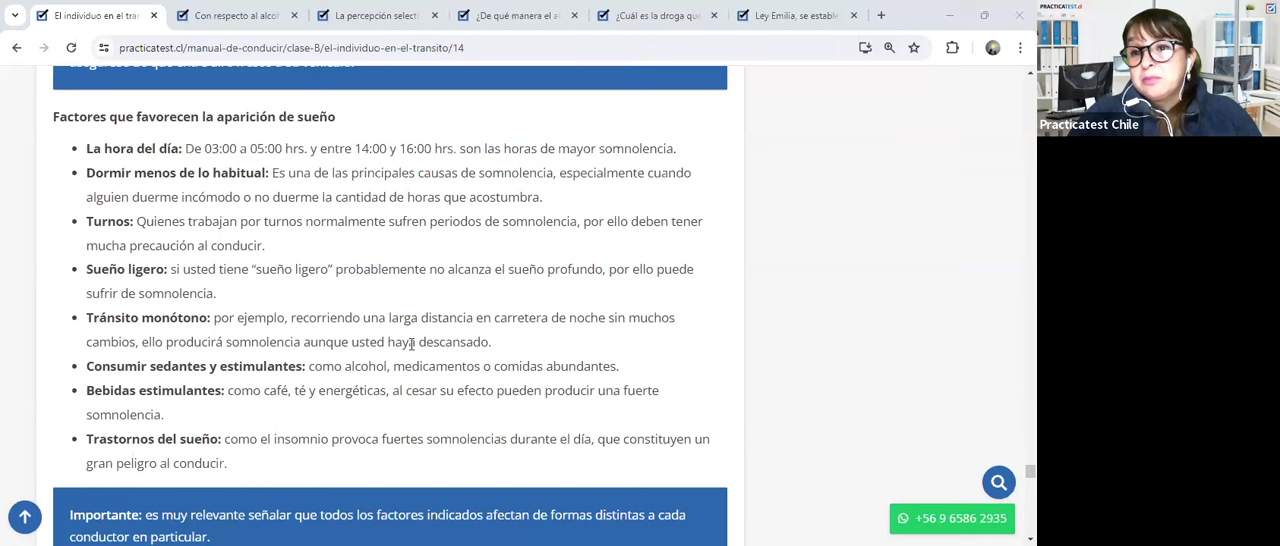 El individuo en el trá
Con respecto al alcoh
La percepción selecti
¿De qué manera el a
¿Cuál es la droga qu
Ley Emilia, se estable
practicatest.cl/manual-de-conducir/clase-B/el-individuo-en-el-transito/14
PRACTICATEST.cl
Practicatest Chile
Factores que favorecen la aparición de sueño
La hora del día: De 03:00 a 05:00 hrs. y entre 14:00 y 16:00 hrs. son las horas de mayor somnolencia.
Dormir menos de lo habitual: Es una de las principales causas de somnolencia, especialmente cuando
alguien duerme incómodo o no duerme la cantidad de horas que acostumbra.
Turnos: Quienes trabajan por turnos normalmente sufren periodos de somnolencia, por ello deben tener
mucha precaución al conducir.
Sueño ligero: si usted tiene “sueño ligero” probablemente no alcanza el sueño profundo, por ello puede
sufrir de somnolencia.
Tránsito monótono: por ejemplo, recorriendo una larga distancia en carretera de noche sin muchos
cambios, ello producirá somnolencia aunque usted haya descansado.
Consumir sedantes y estimulantes: como alcohol, medicamentos o comidas abundantes.
Bebidas estimulantes: como café, té y energéticas, al cesar su efecto pueden producir una fuerte
somnolencia.
Trastornos del sueño: como el insomnio provoca fuertes somnolencias durante el día, que constituyen un
gran peligro al conducir.
Importante: es muy relevante señalar que todos los factores indicados afectan de formas distintas a cada
conductor en particular.
+56 9 6586 2935